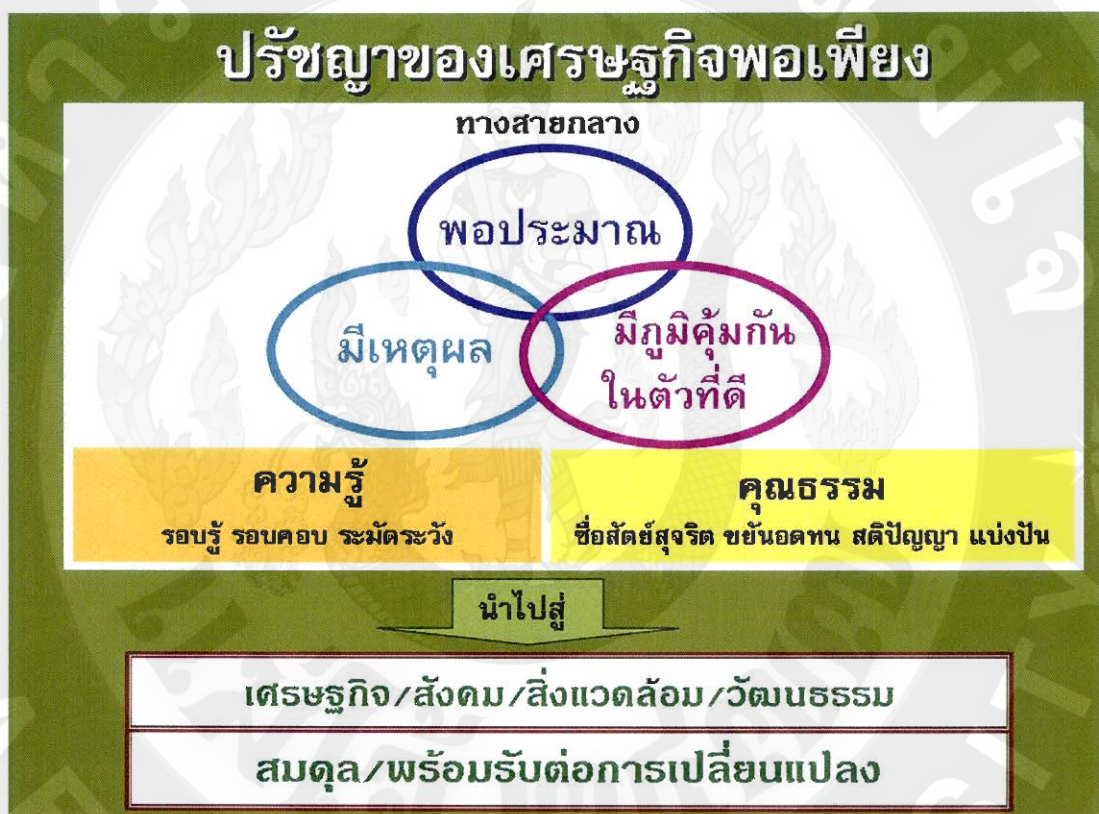 ปรัชญาของเศรษฐกิจพอเพียง
ทางสายกลาง
พอประมาณ
มีเหตุผล
มีภูมิคุ้มกัน
ในตัวที่ดี
ความรู้
รอบรู้ รอบคอบ ระมัดระวัง
คุณธรรม
ซื่อสัตย์สุจริต ขยันอดทน สติปัญญา แบ่งปัน
นำไปสู่
เศรษฐกิจ/สังคม/สิ่งแวดล้อม/วัฒนธรรม
สมดุล/พร้อมรับต่อการเปลี่ยนแปลง